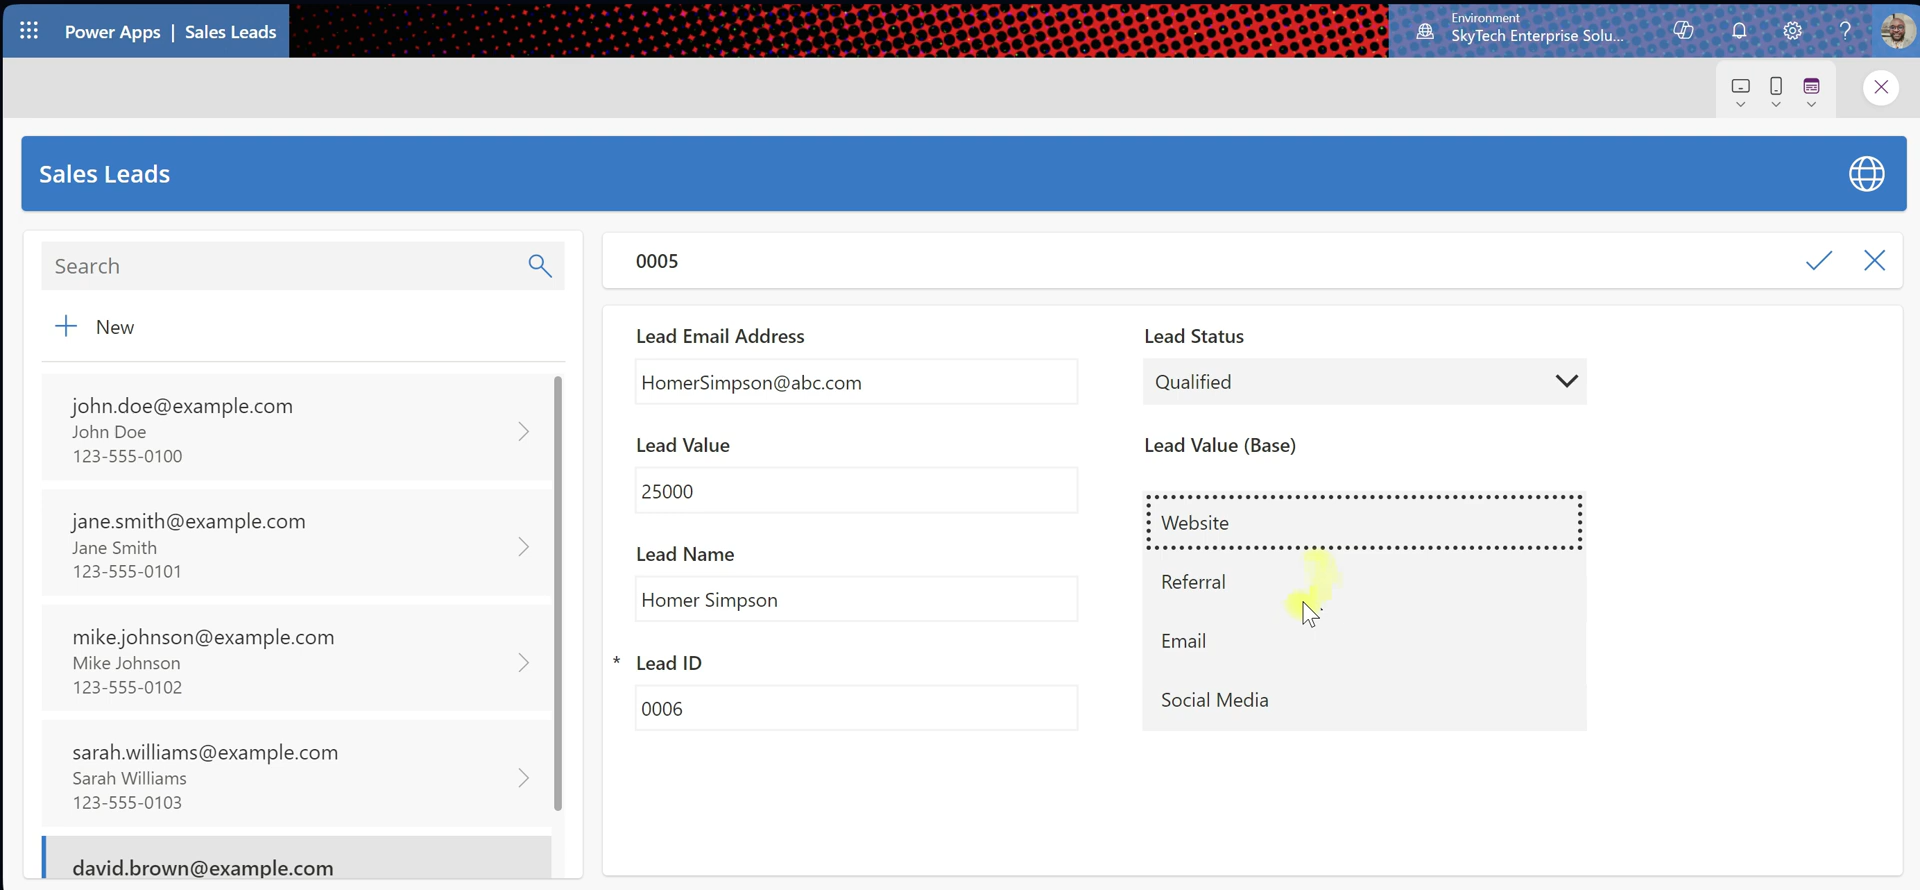 Power Apps | Sales Leads
Environment
SkyTech Enterprise Solu...
?
Sales Leads
Search
New
john.doe@example.com
John Doe
123-555-0100
jane.smith@example.com
Jane Smith
123-555-0101
mike.johnson@example.com
Mike Johnson
123-555-0102
sarah.williams@example.com
Sarah Williams
123-555-0103
david.brown@example.com
0005
Lead Email Address
HomerSimpson@abc.com
Lead Value
25000
Lead Name
Homer Simpson
* Lead ID
0006
Lead Status
Qualified
Lead Value (Base)
Website
Referral
Email
Social Media